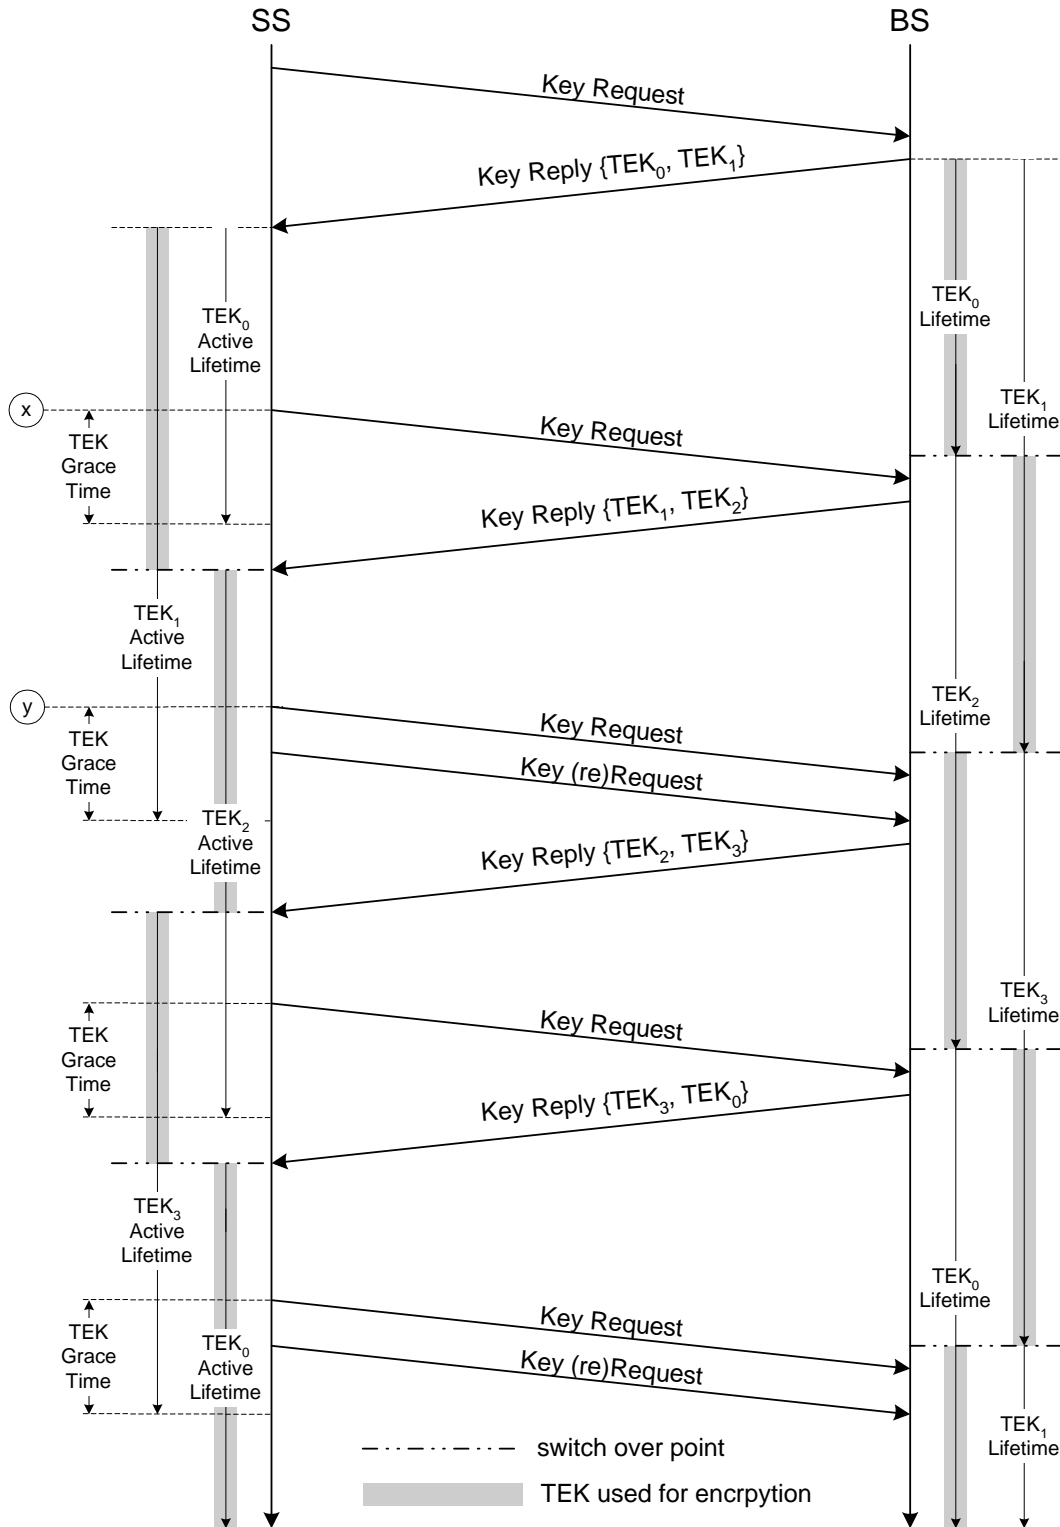 SS
BS
Key Request
Key Reply {TEK₀, TEK₁}
TEK₀
Lifetime
TEK₀
Active
Lifetime
TEK₁
Lifetime
x
TEK
Grace
Time
Key Request
Key Reply {TEK₁, TEK₂}
TEK₁
Active
Lifetime
y
TEK
Grace
Time
TEK₂
Lifetime
Key Request
Key (re)Request
TEK₂
Active
Lifetime
Key Reply {TEK₂, TEK₃}
TEK₃
Lifetime
TEK
Grace
Time
Key Request
Key Reply {TEK₃, TEK₀}
TEK₃
Active
Lifetime
TEK₀
Lifetime
TEK
Grace
Time
Key Request
Key (re)Request
TEK₀
Active
Lifetime
TEK₁
Lifetime
switch over point
TEK used for encrpytion